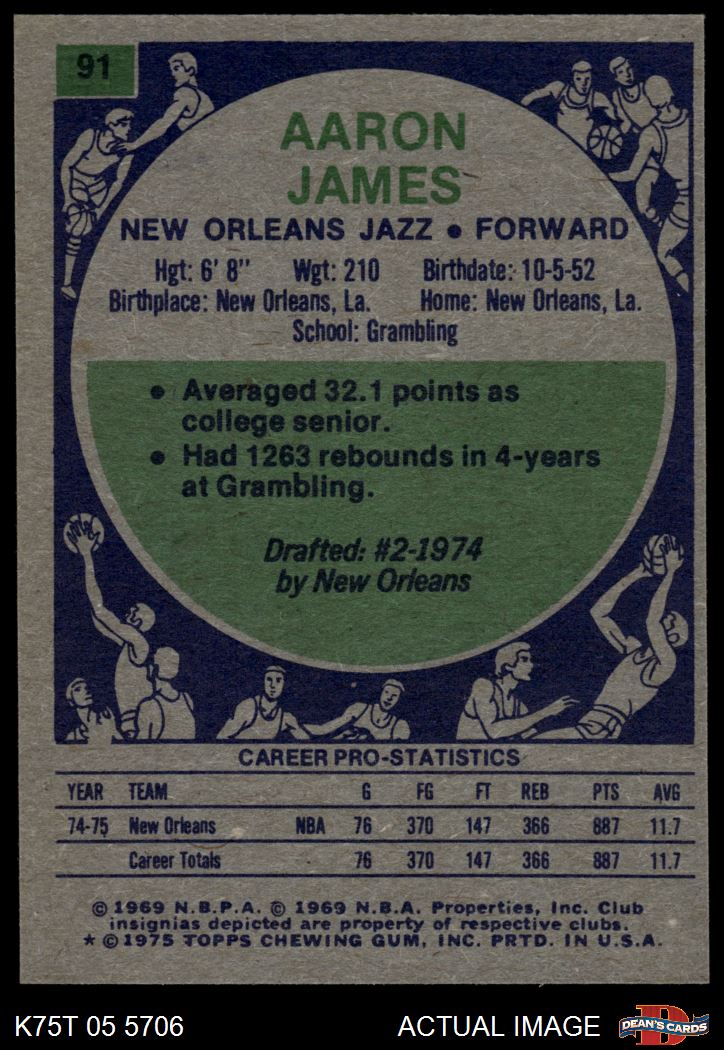 91
AARON
JAMES
NEW ORLEANS JAZZ • FORWARD
Hgt: 6' 8" Wgt: 210 Birthdate: 10-5-52
Birthplace: New Orleans, La. Home: New Orleans, La.
School: Grambling
• Averaged 32.1 points as
college senior.
• Had 1263 rebounds in 4-years
at Grambling.
Drafted: #2-1974
by New Orleans
CAREER PRO-STATISTICS
YEAR TEAM G FG FT REB PTS AVG
74-75 New Orleans NBA 76 370 147 366 887 11.7
Career Totals 76 370 147 366 887 11.7
© 1969 N.B.P.A. © 1969 N.B.A. Properties, Inc. Club
insignias depicted are property of respective clubs.
* © 1975 TOPPS CHEWING GUM, INC. PRTD. IN U.S.A.
K75T 05 5706 ACTUAL IMAGE D DEAN'S CARDS